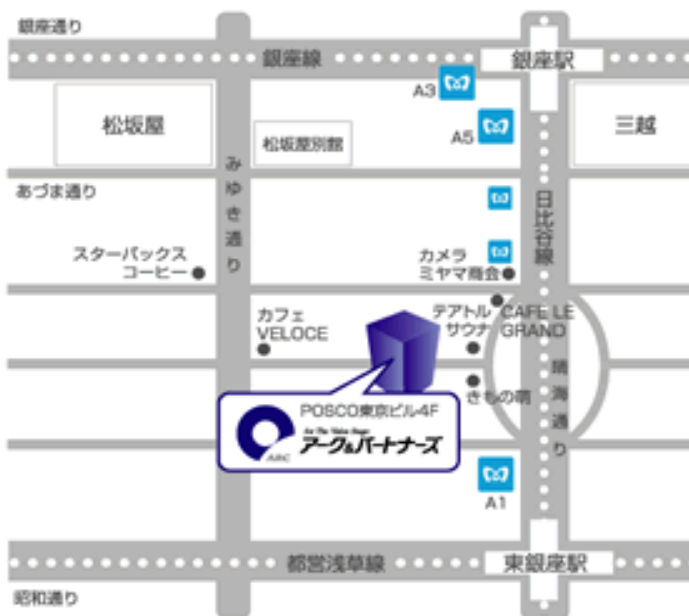 銀座通り
銀座線
銀座駅
A3
松坂屋
松坂屋別館
A5
三越
みゆき通り
あづま通り
日比谷線
スターバックス
コーヒー
カメラ
ミヤマ商会
カフェ
VELOCE
テアトル
サウナ
CAFE LE
GRAND
晴海通り
きもの萌
POSCO東京ビル4F
アーク&パートナーズ
ARC
A1
都営浅草線
東銀座駅
昭和通り